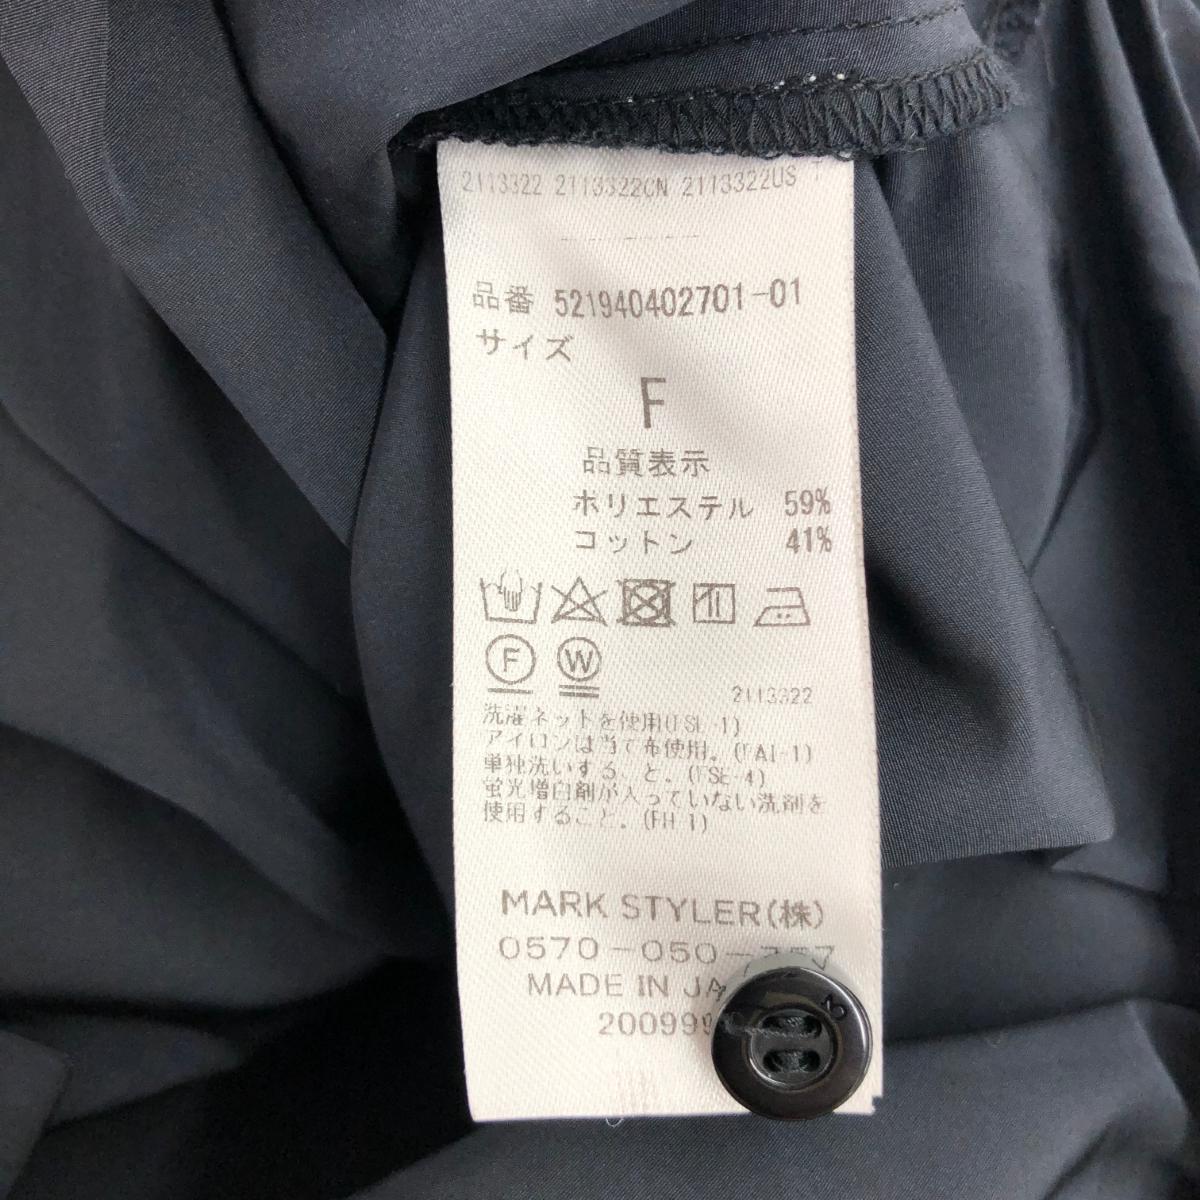 2113322 2113322CN 2113322US
品番 521940402701-01
サイズ
F
品質表示
ポリエステル 59%
コットン 41%
F W
2113322
洗濯ネットを使用(FSL-1)
アイロンは当て布使用。(FAI-1)
単独洗いすること。(FSE-4)
蛍光増白剤が入っていない洗剤を
使用すること。(FH-1)
MARK STYLER(株)
0570-050-
MADE IN